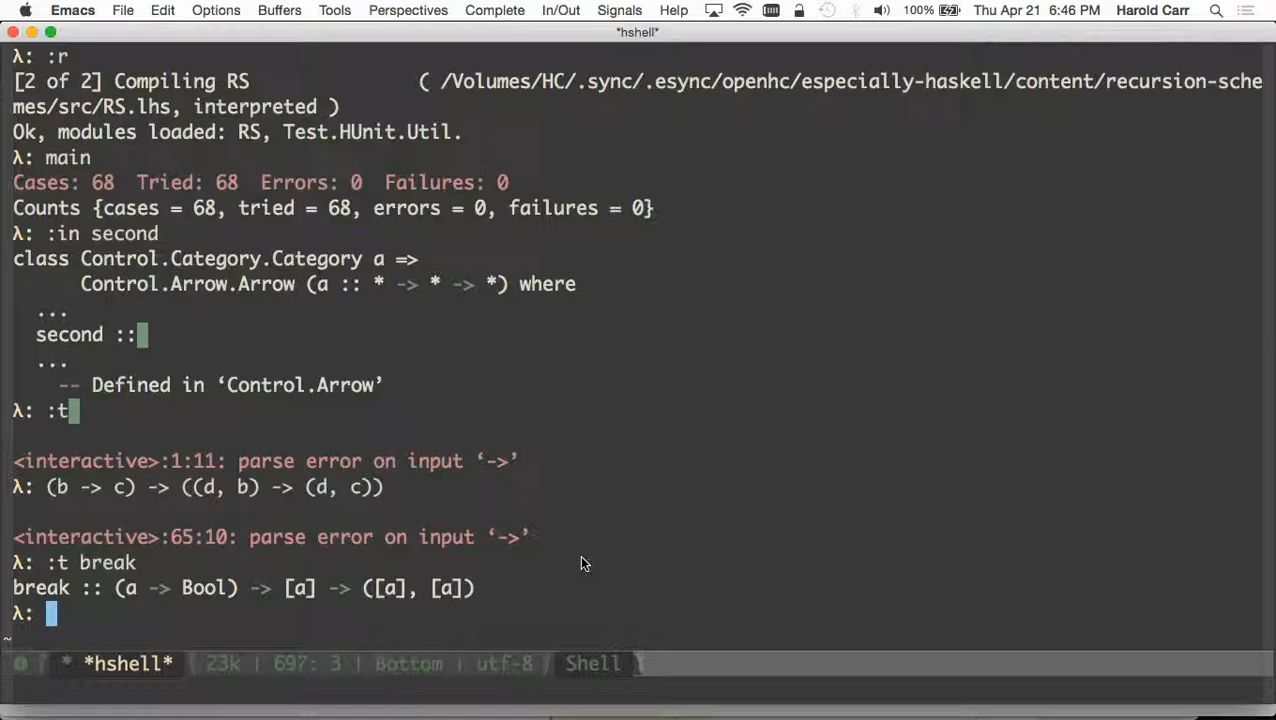 Emacs File Edit Options Buffers Tools Perspectives Complete In/Out Signals Help 100% Thu Apr 21 6:46 PM Harold Carr
*hshell*
λ: :r
[2 of 2] Compiling RS ( /Volumes/HC/.sync/.esync/openhc/especially-haskell/content/recursion-sche
mes/src/RS.lhs, interpreted )
Ok, modules loaded: RS, Test.HUnit.Util.
λ: main
Cases: 68 Tried: 68 Errors: 0 Failures: 0
Counts {cases = 68, tried = 68, errors = 0, failures = 0}
λ: :in second
class Control.Category.Category a =>
Control.Arrow.Arrow (a :: * -> * -> *) where
...
second ::
...
-- Defined in ‘Control.Arrow’
λ: :t
<interactive>:1:11: parse error on input ‘->’
λ: (b -> c) -> ((d, b) -> (d, c))
<interactive>:65:10: parse error on input ‘->’
λ: :t break
break :: (a -> Bool) -> [a] -> ([a], [a])
λ:
~
* *hshell* 23k | 697: 3 | Bottom | utf-8 | Shell